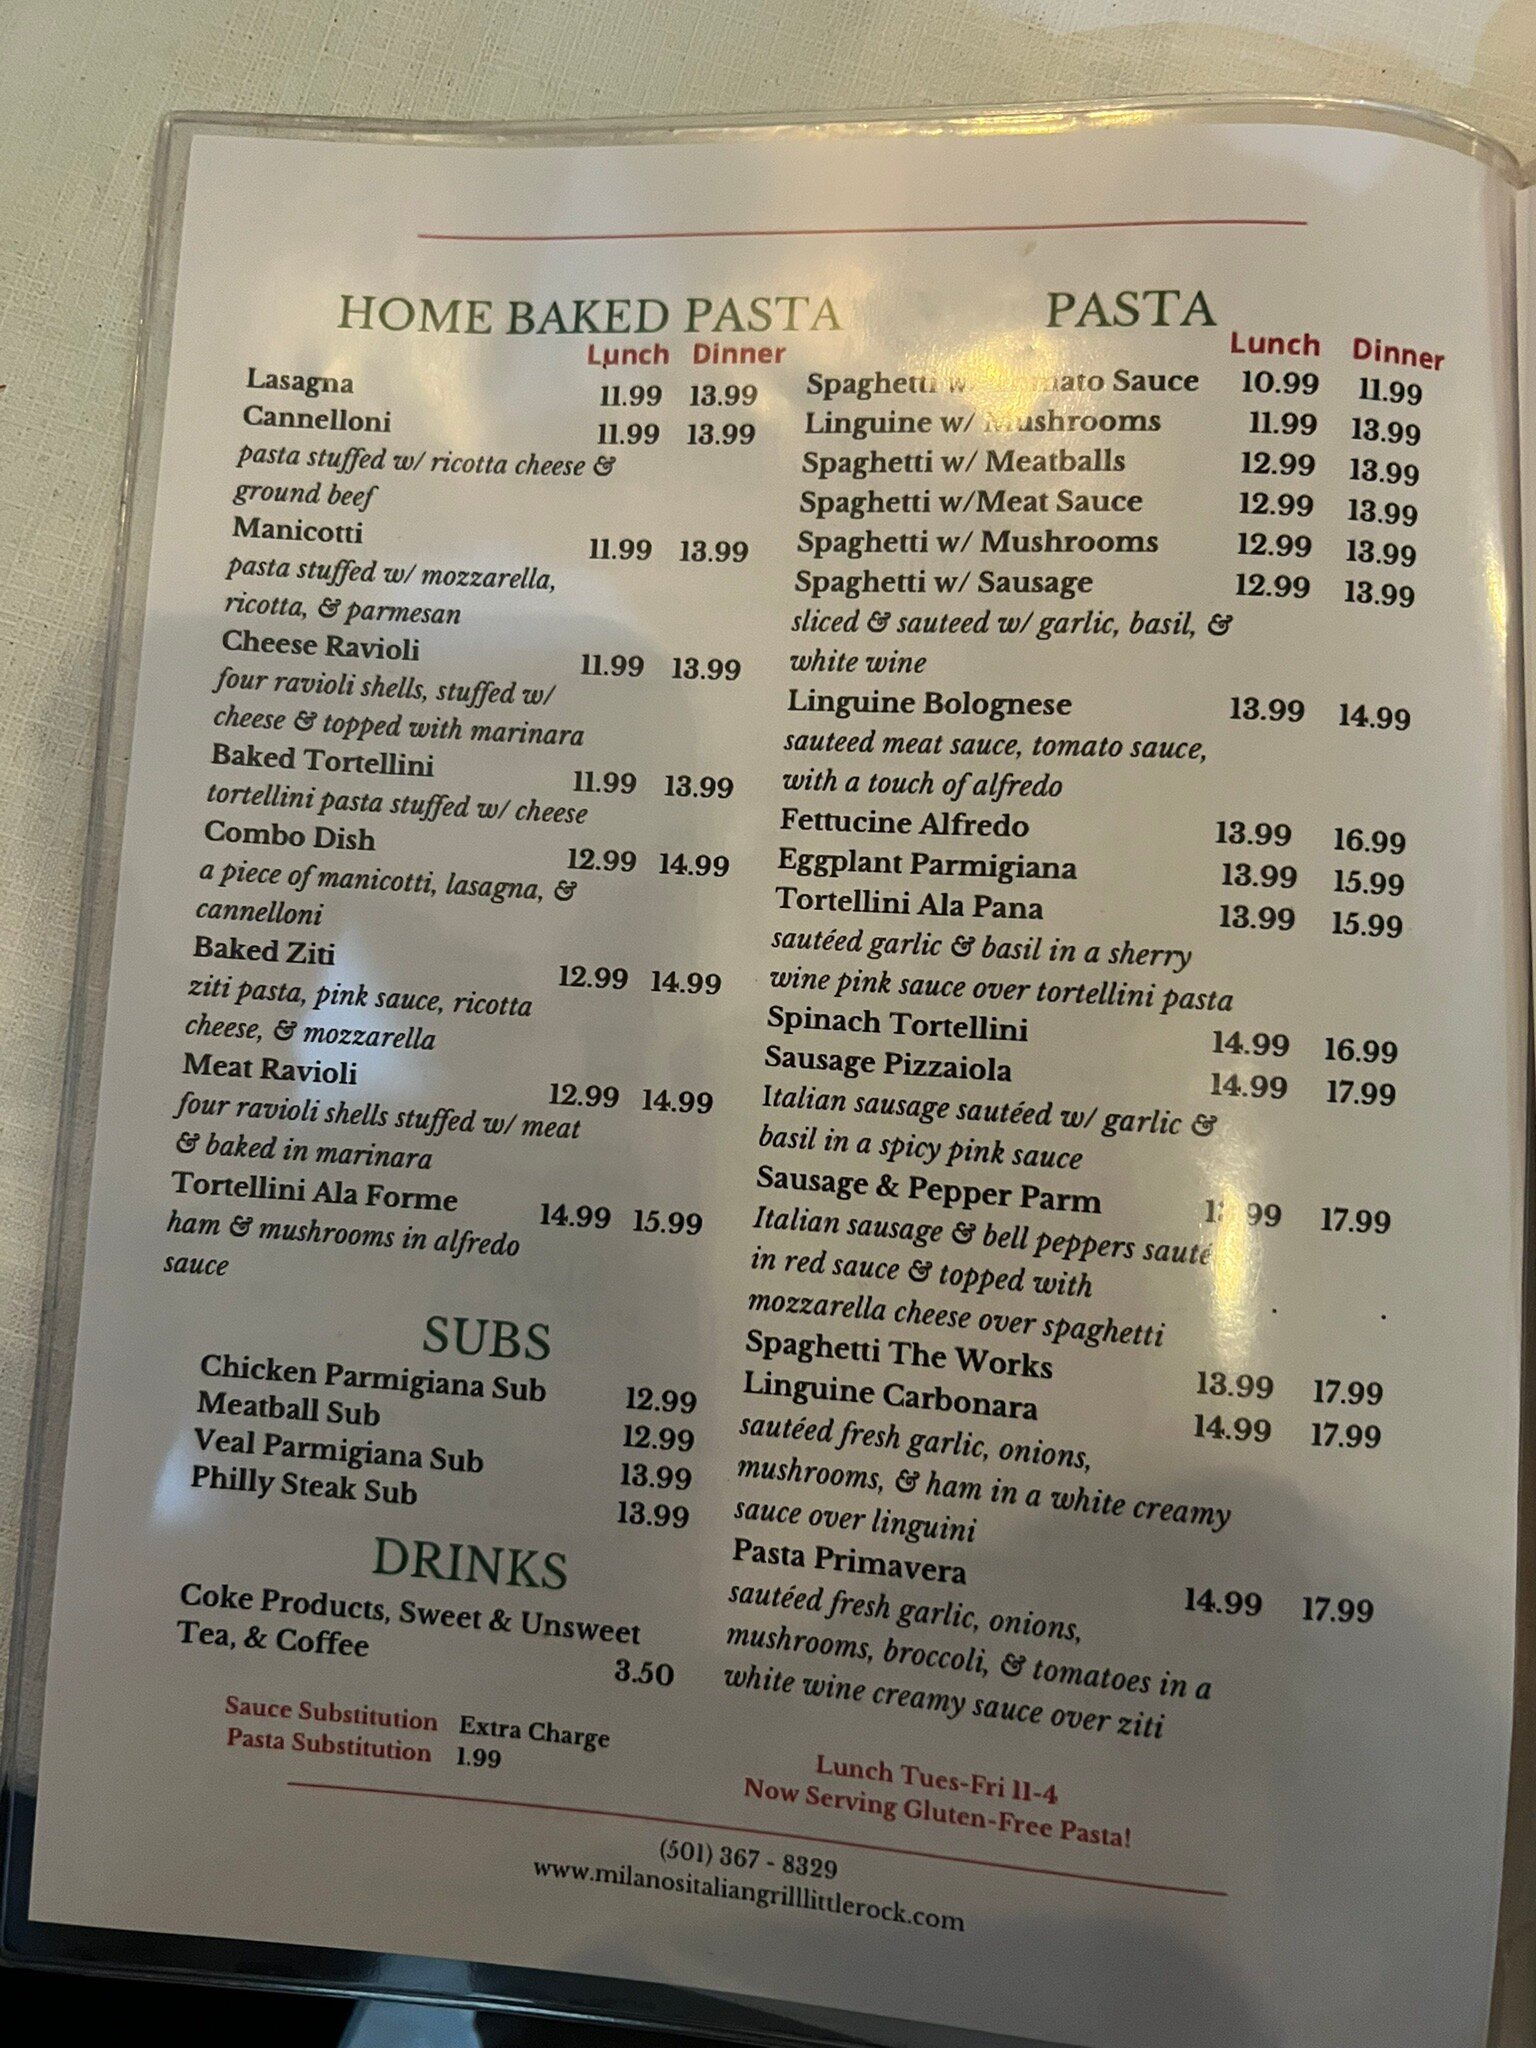 HOME BAKED PASTA
Lunch Dinner
Lasagna 11.99 13.99
Cannelloni 11.99 13.99
pasta stuffed w/ ricotta cheese &
ground beef
Manicotti 11.99 13.99
pasta stuffed w/ mozzarella,
ricotta, & parmesan
Cheese Ravioli 11.99 13.99
four ravioli shells, stuffed w/
cheese & topped with marinara
Baked Tortellini 11.99 13.99
tortellini pasta stuffed w/ cheese
Combo Dish 12.99 14.99
a piece of manicotti, lasagna, &
cannelloni
Baked Ziti 12.99 14.99
ziti pasta, pink sauce, ricotta
cheese, & mozzarella
Meat Ravioli 12.99 14.99
four ravioli shells stuffed w/ meat
& baked in marinara
Tortellini Ala Forme 14.99 15.99
ham & mushrooms in alfredo
sauce
SUBS
Chicken Parmigiana Sub 12.99
Meatball Sub 12.99
Veal Parmigiana Sub 13.99
Philly Steak Sub 13.99
DRINKS
Coke Products, Sweet & Unsweet
Tea, & Coffee 3.50
Sauce Substitution Extra Charge
Pasta Substitution 1.99
PASTA
Lunch Dinner
Spaghetti w/ Tomato Sauce 10.99 11.99
Linguine w/ Mushrooms 11.99 13.99
Spaghetti w/ Meatballs 12.99 13.99
Spaghetti w/Meat Sauce 12.99 13.99
Spaghetti w/ Mushrooms 12.99 13.99
Spaghetti w/ Sausage 12.99 13.99
sliced & sauteed w/ garlic, basil, &
white wine
Linguine Bolognese 13.99 14.99
sauteed meat sauce, tomato sauce,
with a touch of alfredo
Fettucine Alfredo 13.99 16.99
Eggplant Parmigiana 13.99 15.99
Tortellini Ala Pana 13.99 15.99
sautéed garlic & basil in a sherry
wine pink sauce over tortellini pasta
Spinach Tortellini 14.99 16.99
Sausage Pizzaiola 14.99 17.99
Italian sausage sautéed w/ garlic &
basil in a spicy pink sauce
Sausage & Pepper Parm 17.99
Italian sausage & bell peppers
in red sauce & topped with
mozzarella cheese over spaghetti
Spaghetti The Works 13.99 17.99
Linguine Carbonara 14.99 17.99
sautéed fresh garlic, onions,
mushrooms, & ham in a white creamy
sauce over linguini
Pasta Primavera 14.99 17.99
sautéed fresh garlic, onions,
mushrooms, broccoli, & tomatoes in a
white wine creamy sauce over ziti
Lunch Tues-Fri 11-4
Now Serving Gluten-Free Pasta!
(501) 367 - 8329
www.milanositaliangrilllittlerock.com